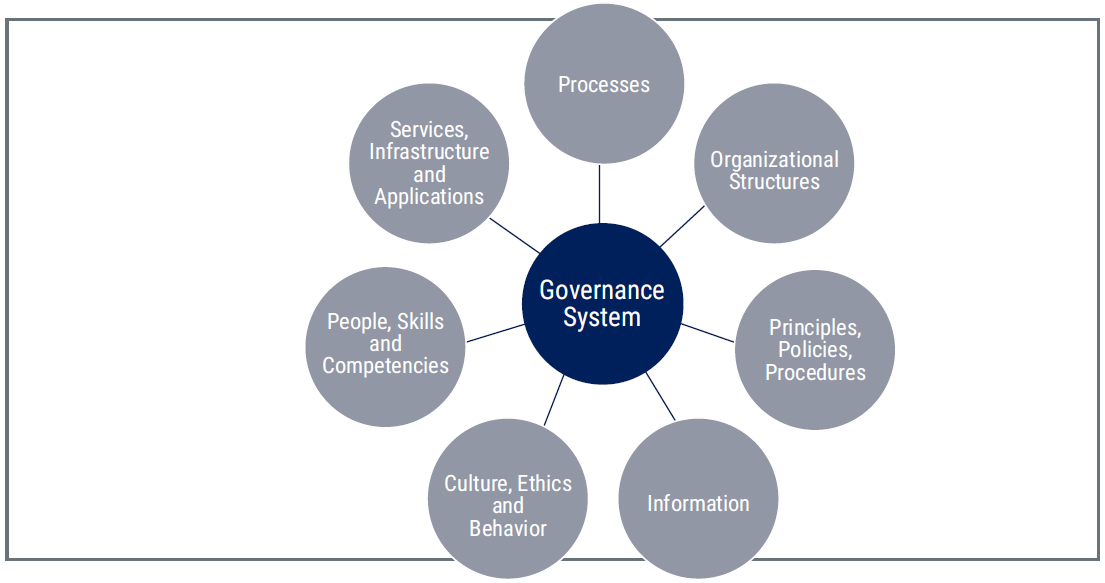 Processes
Organizational
Structures
Principles,
Policies,
Procedures
Information
Culture, Ethics
and
Behavior
People, Skills
and
Competencies
Services,
Infrastructure
and
Applications
Governance
System